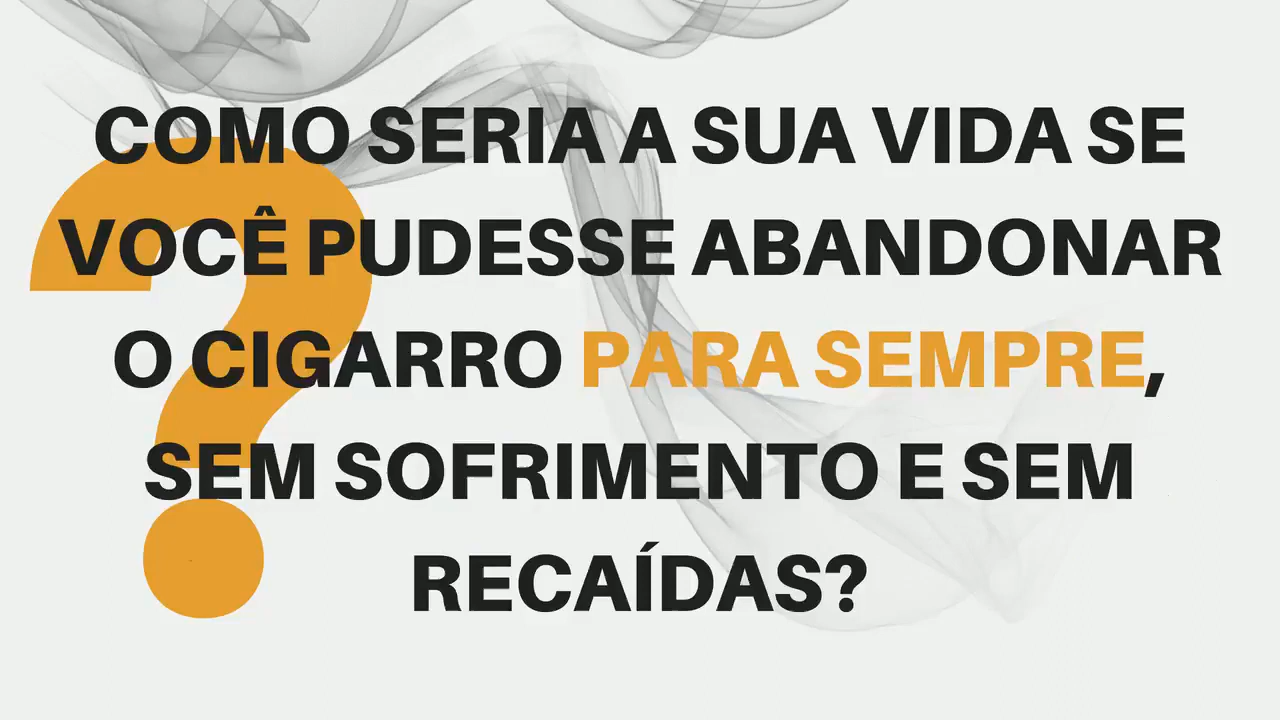 COMO SERIA A SUA VIDA SE
VOCÊ PUDESSE ABANDONAR
O CIGARRO PARA SEMPRE,
SEM SOFRIMENTO E SEM
RECAÍDAS?